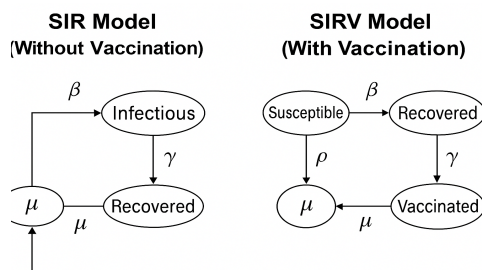 SIR Model
(Without Vaccination)
β
Infectious
γ
μ
μ
Recovered
SIRV Model
(With Vaccination)
Susceptible
β
Recovered
ρ
γ
μ
μ
Vaccinated